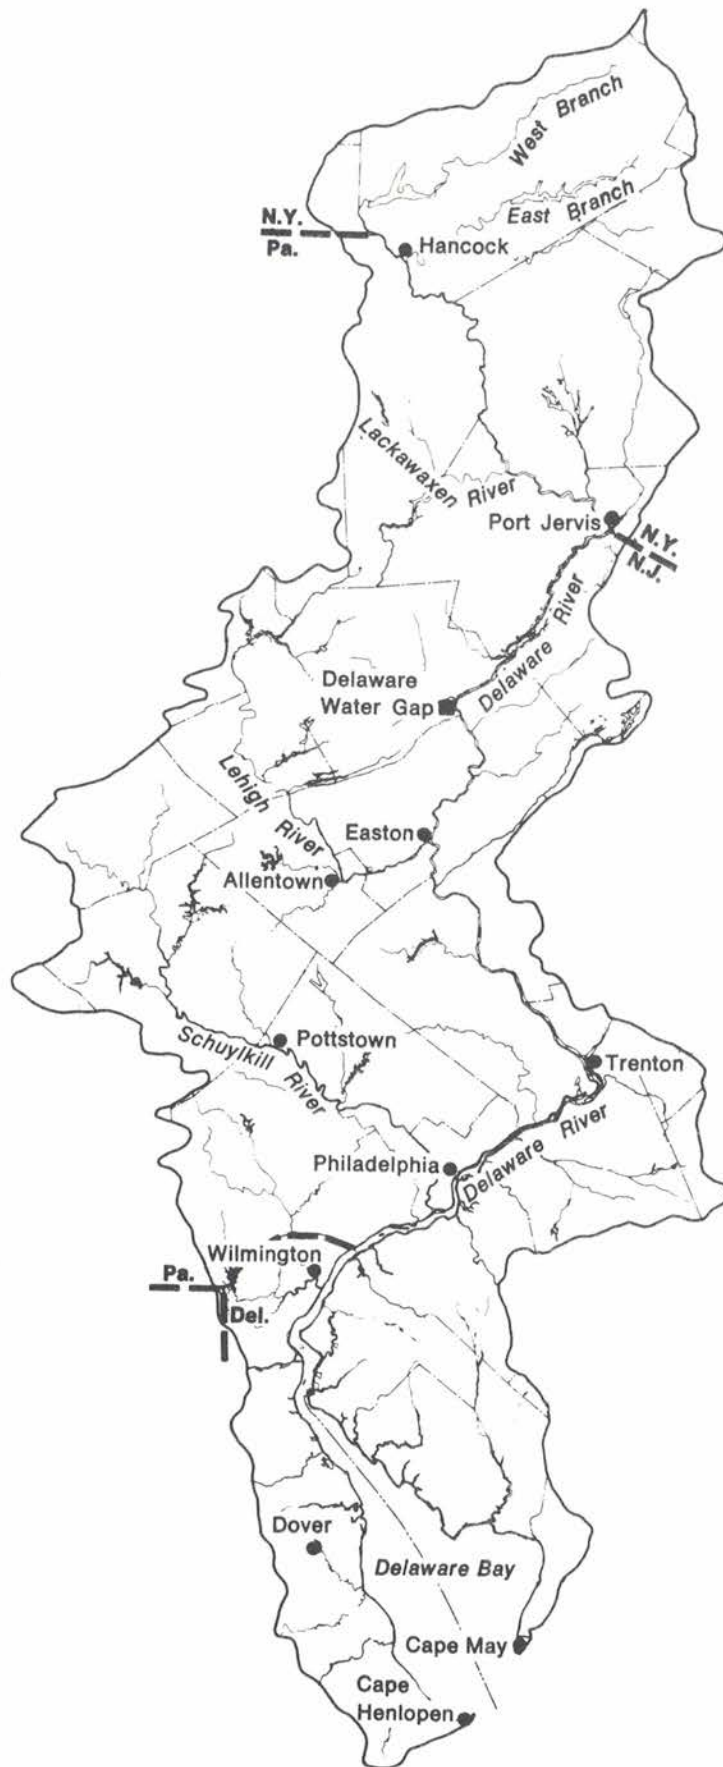 West Branch
East Branch
N.Y.
Pa.
Hancock
Lackawaxen River
Port Jervis
N.Y.
N.J.
Delaware River
Delaware
Water Gap
Lehigh River
Easton
Allentown
Pottstown
Schuylkill River
Trenton
Philadelphia
Delaware River
Wilmington
Pa.
Del.
Dover
Delaware Bay
Cape May
Cape
Henlopen